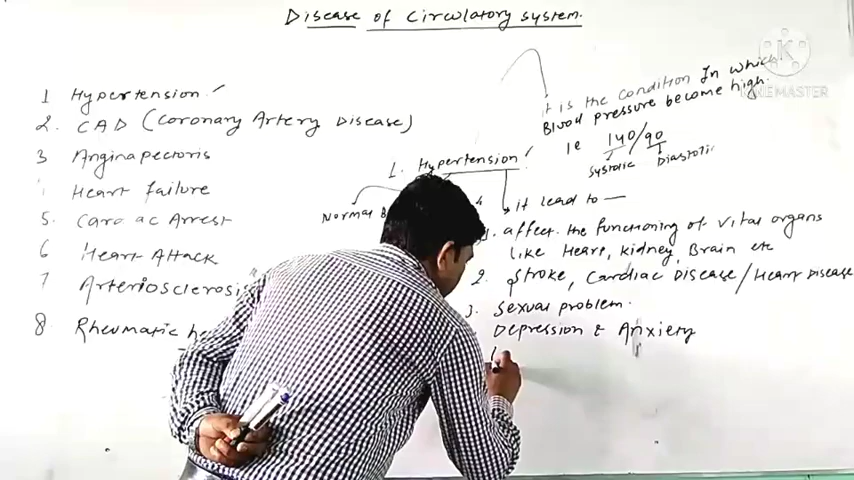 Disease of Circulatory system.
1 Hypertension
2. CAD (Coronary Artery Disease)
3 Anginapectoris
Heart failure
5. Cardiac Arrest
6 Heart Attack
7 Arteriosclerosis
8. Rheumatic
it is the condition In which
Blood pressure become high.
ie 140/90
Systolic Diastolic
1. Hypertension
Normal B
it lead to —
1. affect the functioning of vital organs
like Heart, kidney, Brain etc
2. Stroke, Cardiac Disease/Heart Disease
3. Sexual problem.
Depression & Anxiety
KINEMASTER